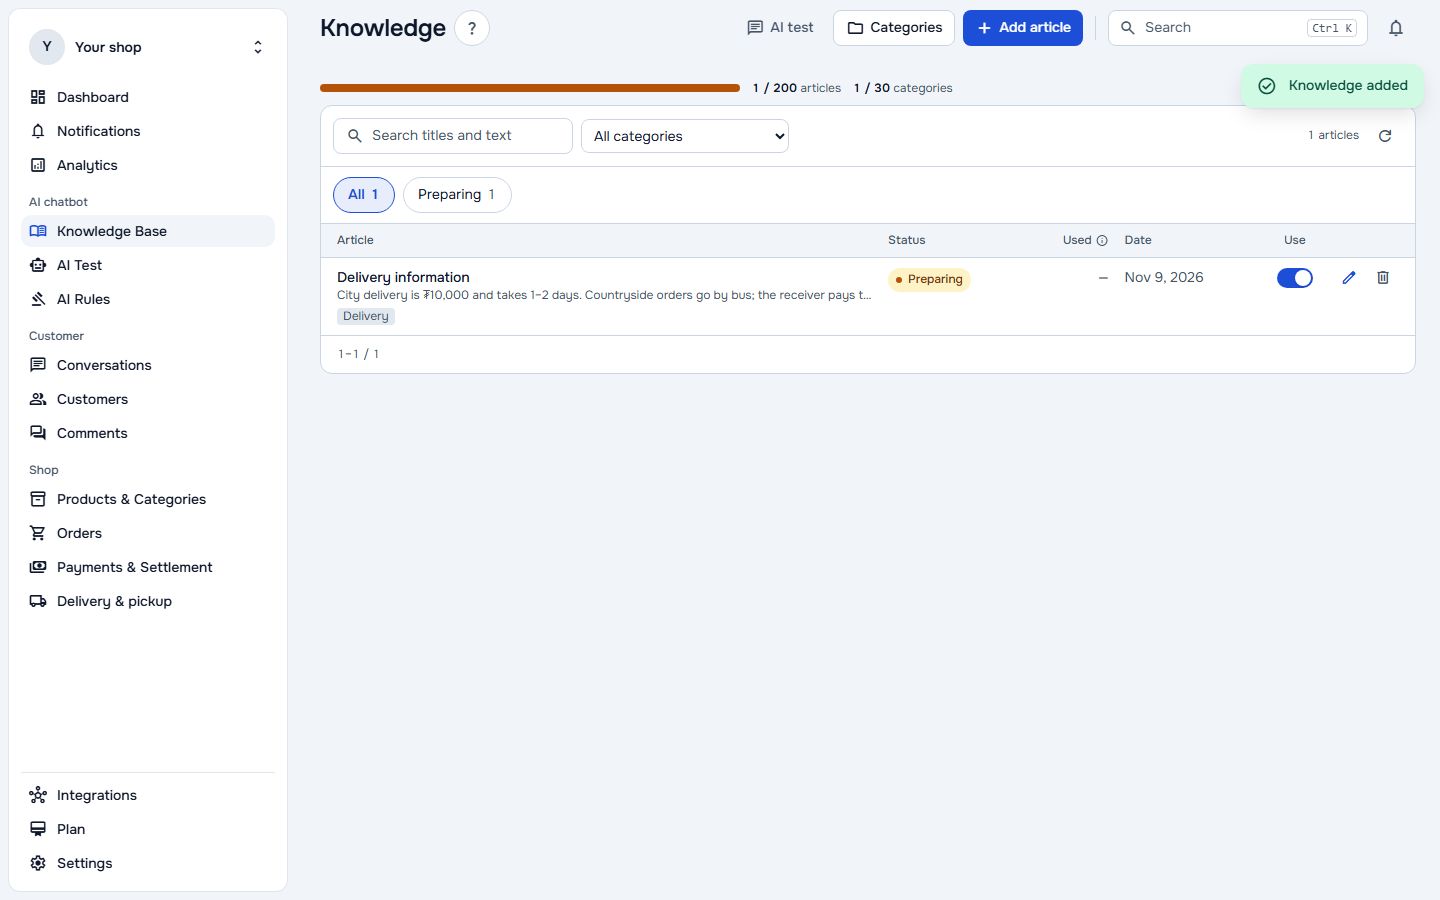 Y Your shop
Dashboard
Notifications
Analytics
AI chatbot
Knowledge Base
AI Test
AI Rules
Customer
Conversations
Customers
Comments
Shop
Products & Categories
Orders
Payments & Settlement
Delivery & pickup
Integrations
Plan
Settings
Knowledge ?
AI test
Categories
Add article
Search Ctrl K
1 / 200 articles 1 / 30 categories
Knowledge added
Search titles and text
All categories
1 articles
All 1
Preparing 1
Article Status Used Date Use
Delivery information Preparing – Nov 9, 2026
City delivery is ₮10,000 and takes 1–2 days. Countryside orders go by bus; the receiver pays t...
Delivery
1–1 / 1